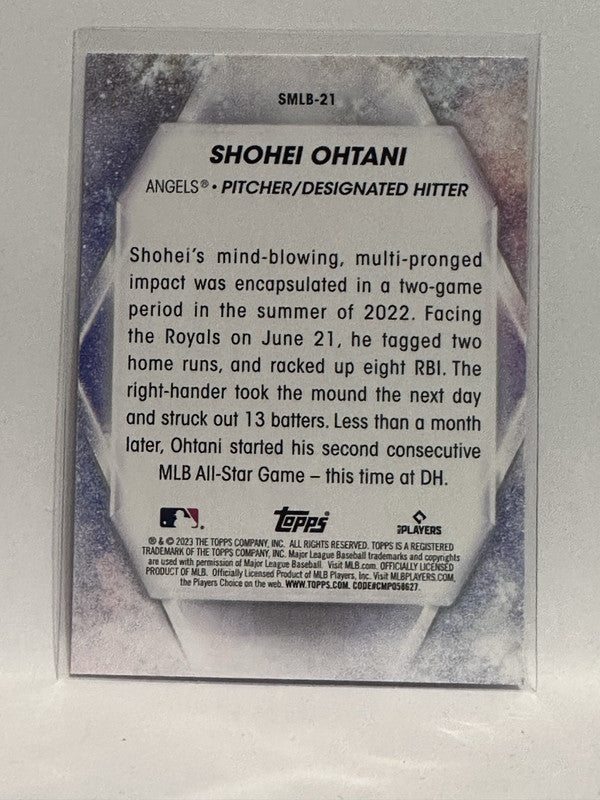 SMLB-21
SHOHEI OHTANI
ANGELS® • PITCHER/DESIGNATED HITTER
Shohei's mind-blowing, multi-pronged
impact was encapsulated in a two-game
period in the summer of 2022. Facing
the Royals on June 21, he tagged two
home runs, and racked up eight RBI. The
right-hander took the mound the next day
and struck out 13 batters. Less than a month
later, Ohtani started his second consecutive
MLB All-Star Game – this time at DH.
topps
MLB PLAYERS
® & © 2023 THE TOPPS COMPANY, INC. ALL RIGHTS RESERVED. TOPPS IS A REGISTERED
TRADEMARK OF THE TOPPS COMPANY, INC. Major League Baseball trademarks and copyrights
are used with permission of Major League Baseball. Visit MLB.com. OFFICIALLY LICENSED
PRODUCT OF MLB. Officially Licensed Product of MLB Players, Inc. Visit MLBPLAYERS.COM,
the Players Choice on the web. WWW.TOPPS.COM. CODE#CMP058627.